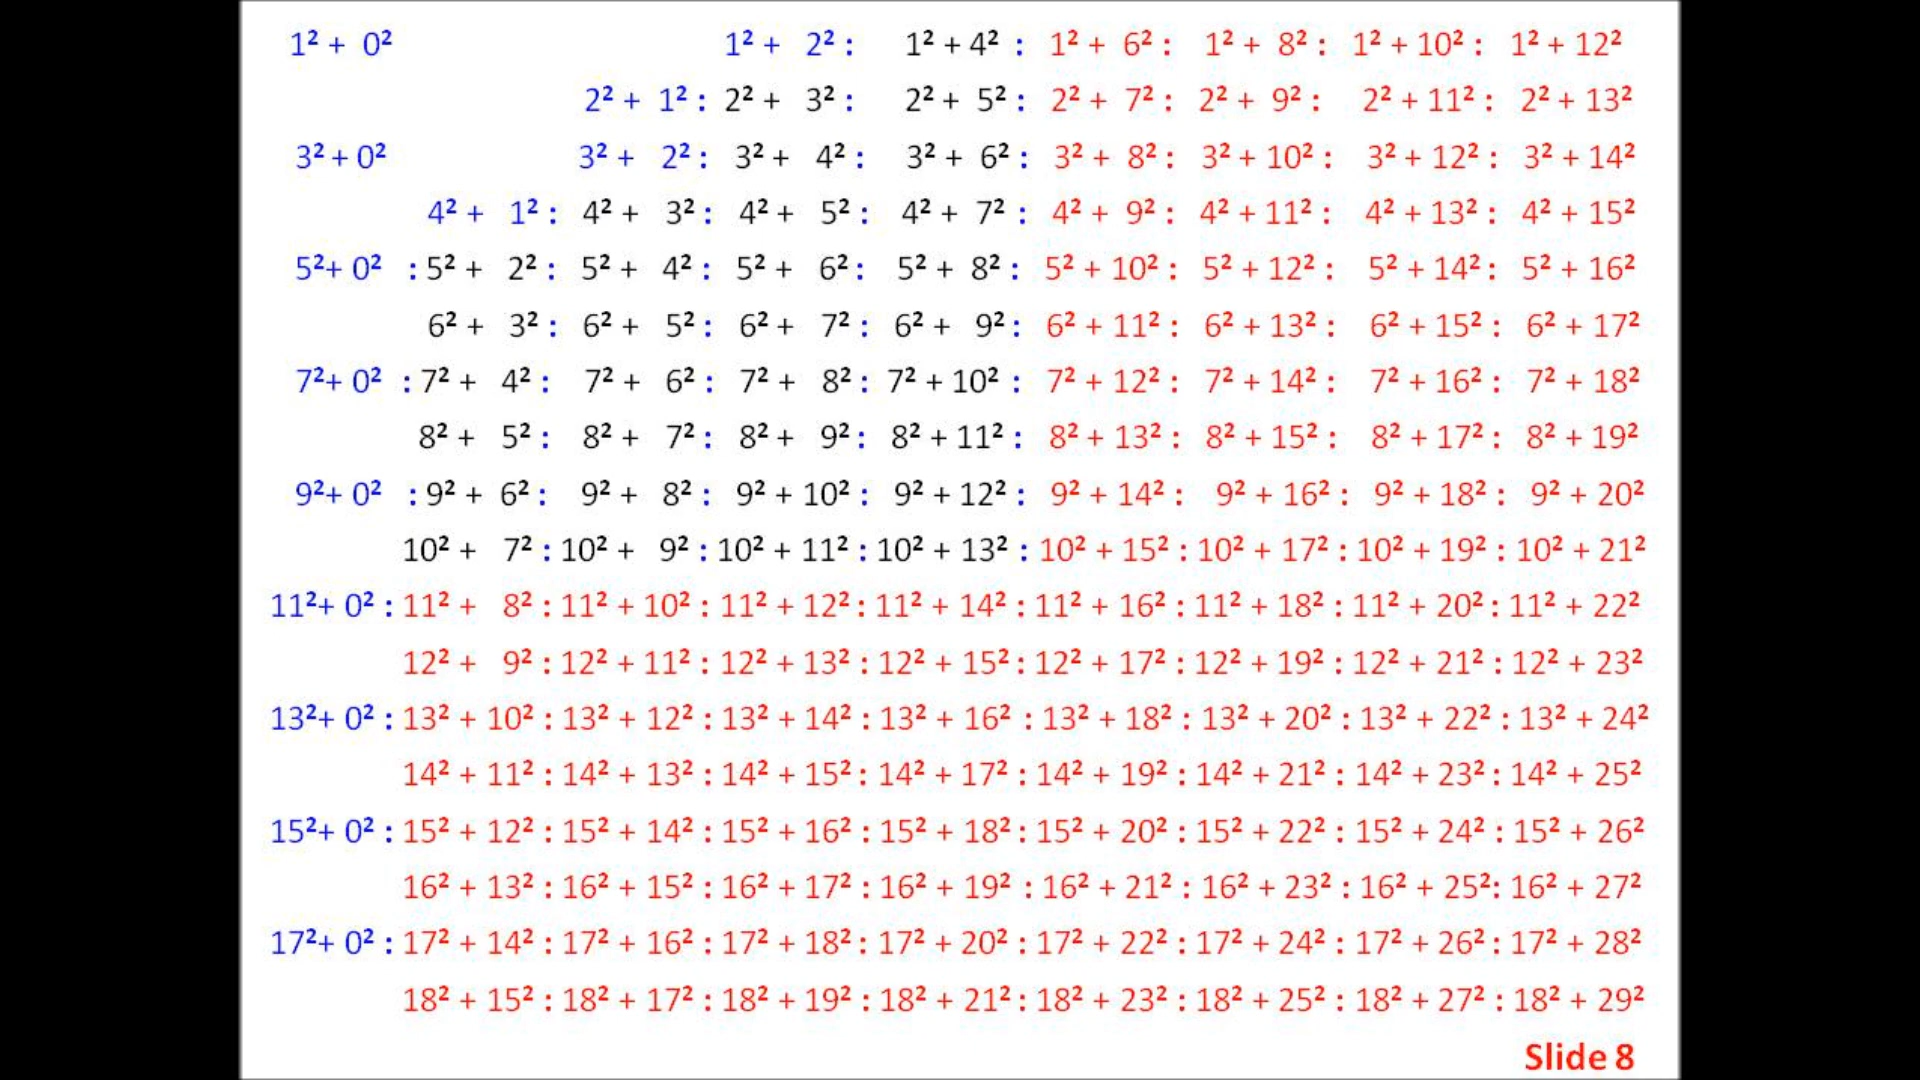 1² + 0² 1² + 2² : 1² + 4² : 1² + 6² : 1² + 8² : 1² + 10² : 1² + 12²
2² + 1² : 2² + 3² : 2² + 5² : 2² + 7² : 2² + 9² : 2² + 11² : 2² + 13²
3² + 0² 3² + 2² : 3² + 4² : 3² + 6² : 3² + 8² : 3² + 10² : 3² + 12² : 3² + 14²
4² + 1² : 4² + 3² : 4² + 5² : 4² + 7² : 4² + 9² : 4² + 11² : 4² + 13² : 4² + 15²
5²+ 0² : 5² + 2² : 5² + 4² : 5² + 6² : 5² + 8² : 5² + 10² : 5² + 12² : 5² + 14² : 5² + 16²
6² + 3² : 6² + 5² : 6² + 7² : 6² + 9² : 6² + 11² : 6² + 13² : 6² + 15² : 6² + 17²
7²+ 0² : 7² + 4² : 7² + 6² : 7² + 8² : 7² + 10² : 7² + 12² : 7² + 14² : 7² + 16² : 7² + 18²
8² + 5² : 8² + 7² : 8² + 9² : 8² + 11² : 8² + 13² : 8² + 15² : 8² + 17² : 8² + 19²
9²+ 0² : 9² + 6² : 9² + 8² : 9² + 10² : 9² + 12² : 9² + 14² : 9² + 16² : 9² + 18² : 9² + 20²
10² + 7² : 10² + 9² : 10² + 11² : 10² + 13² : 10² + 15² : 10² + 17² : 10² + 19² : 10² + 21²
11²+ 0² : 11² + 8² : 11² + 10² : 11² + 12² : 11² + 14² : 11² + 16² : 11² + 18² : 11² + 20² : 11² + 22²
12² + 9² : 12² + 11² : 12² + 13² : 12² + 15² : 12² + 17² : 12² + 19² : 12² + 21² : 12² + 23²
13²+ 0² : 13² + 10² : 13² + 12² : 13² + 14² : 13² + 16² : 13² + 18² : 13² + 20² : 13² + 22² : 13² + 24²
14² + 11² : 14² + 13² : 14² + 15² : 14² + 17² : 14² + 19² : 14² + 21² : 14² + 23² : 14² + 25²
15²+ 0² : 15² + 12² : 15² + 14² : 15² + 16² : 15² + 18² : 15² + 20² : 15² + 22² : 15² + 24² : 15² + 26²
16² + 13² : 16² + 15² : 16² + 17² : 16² + 19² : 16² + 21² : 16² + 23² : 16² + 25²: 16² + 27²
17²+ 0² : 17² + 14² : 17² + 16² : 17² + 18² : 17² + 20² : 17² + 22² : 17² + 24² : 17² + 26² : 17² + 28²
18² + 15² : 18² + 17² : 18² + 19² : 18² + 21² : 18² + 23² : 18² + 25² : 18² + 27² : 18² + 29²
Slide 8